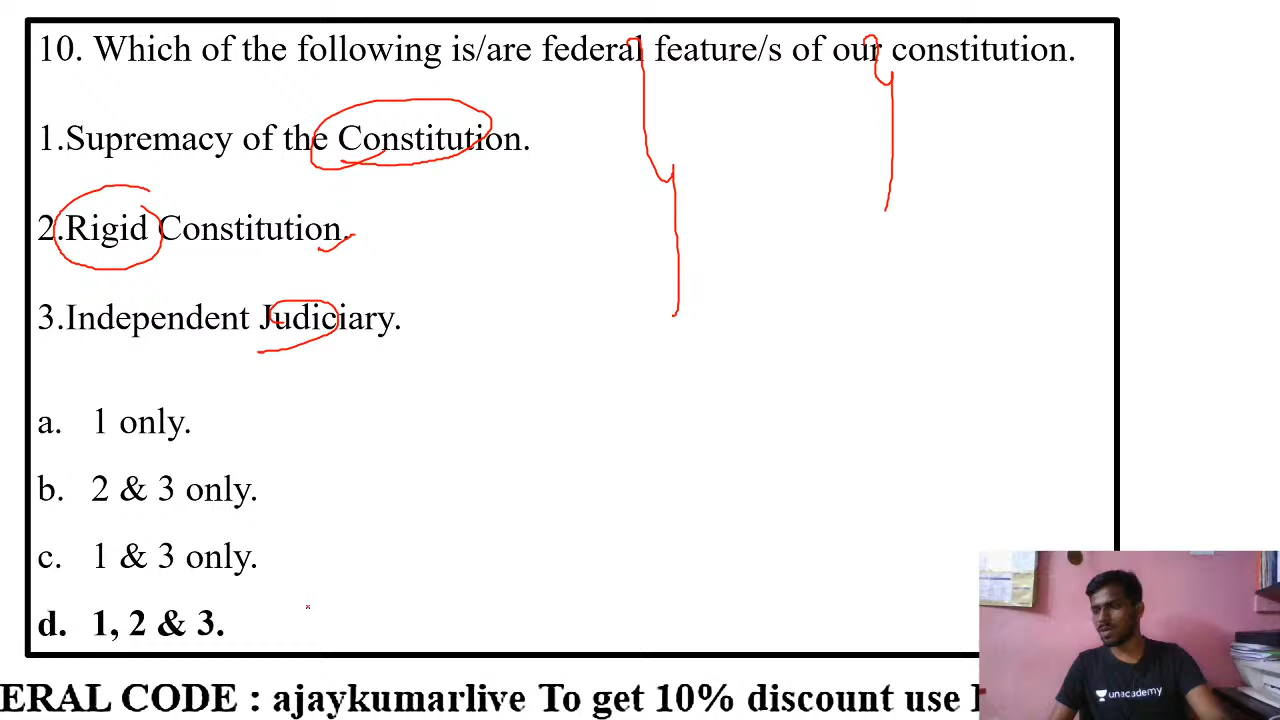 10. Which of the following is/are federal feature/s of our constitution.
1.Supremacy of the Constitution.
2.Rigid Constitution.
3.Independent Judiciary.
a. 1 only.
b. 2 & 3 only.
c. 1 & 3 only.
d. 1, 2 & 3.
unacademy
ERAL CODE : ajaykumarlive To get 10% discount use